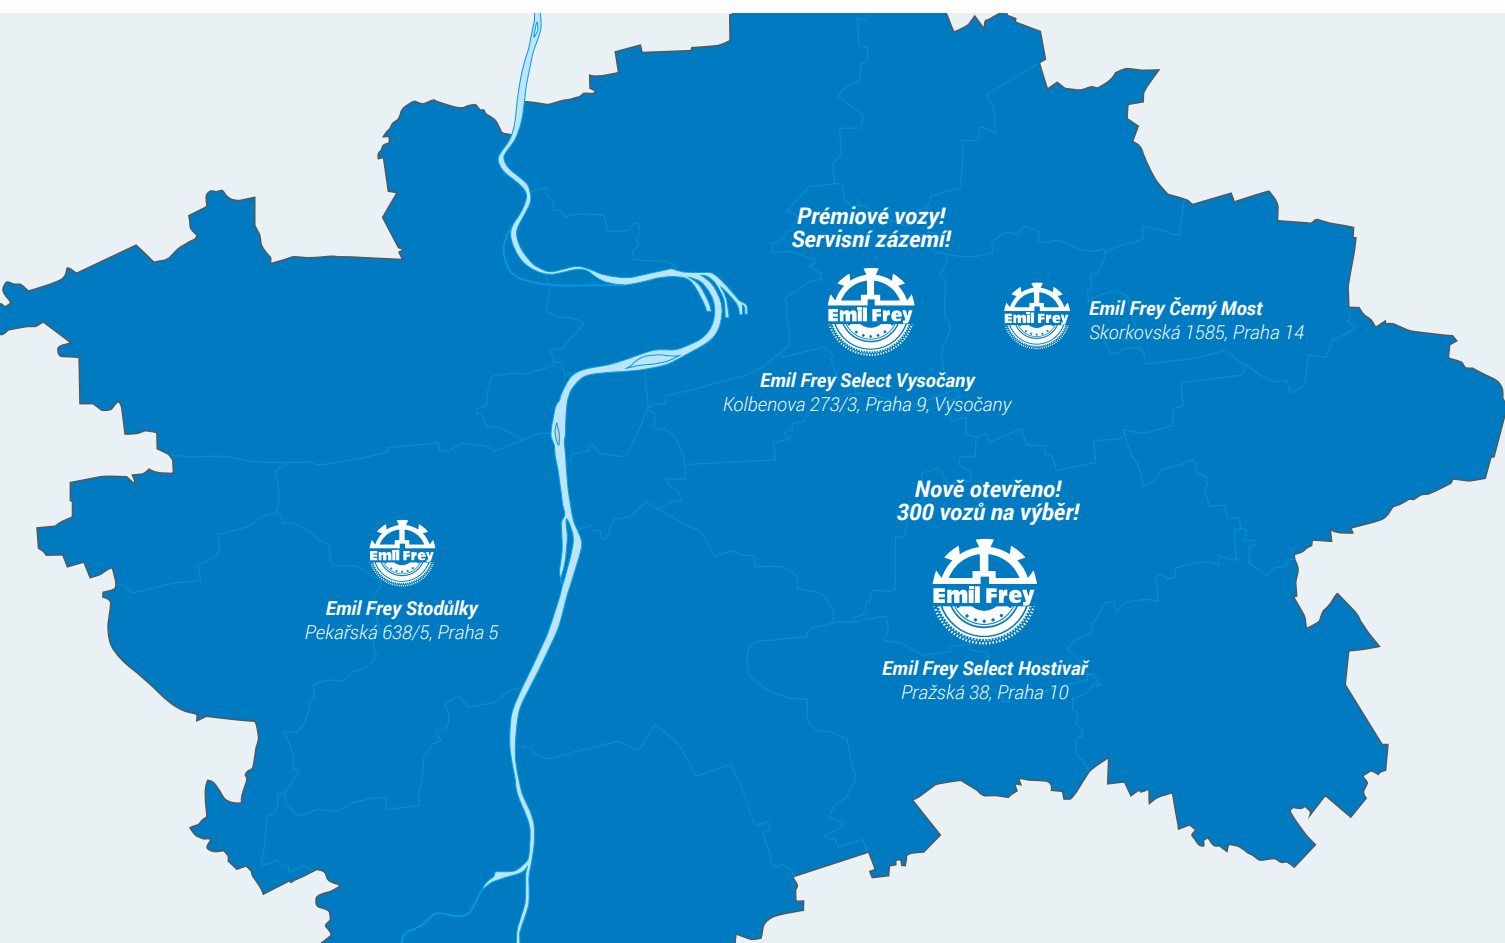 Prémiové vozy!
Servisní zázemí!
Emil Frey
Emil Frey Select Vysočany
Kolbenova 273/3, Praha 9, Vysočany
Emil Frey
Emil Frey Černý Most
Skorkovská 1585, Praha 14
Nově otevřeno!
300 vozů na výběr!
Emil Frey
Emil Frey Select Hostivař
Pražská 38, Praha 10
Emil Frey
Emil Frey Stodůlky
Pekařská 638/5, Praha 5